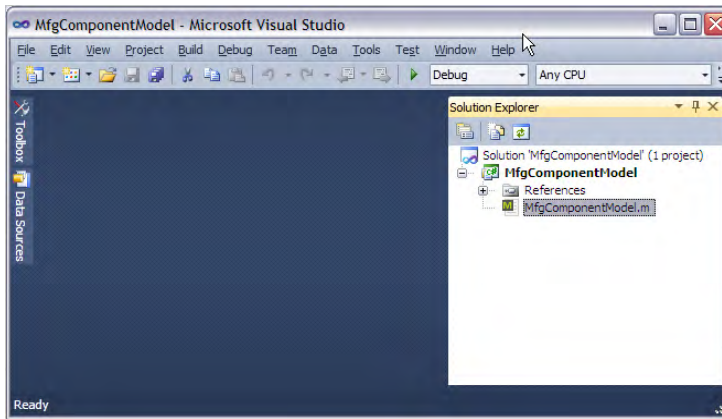 MfgComponentModel - Microsoft Visual Studio
File Edit View Project Build Debug Team Data Tools Test Window Help
Debug Any CPU
Toolbox
Data Sources
Solution Explorer
Solution 'MfgComponentModel' (1 project)
MfgComponentModel
References
MfgComponentModel.m
Ready